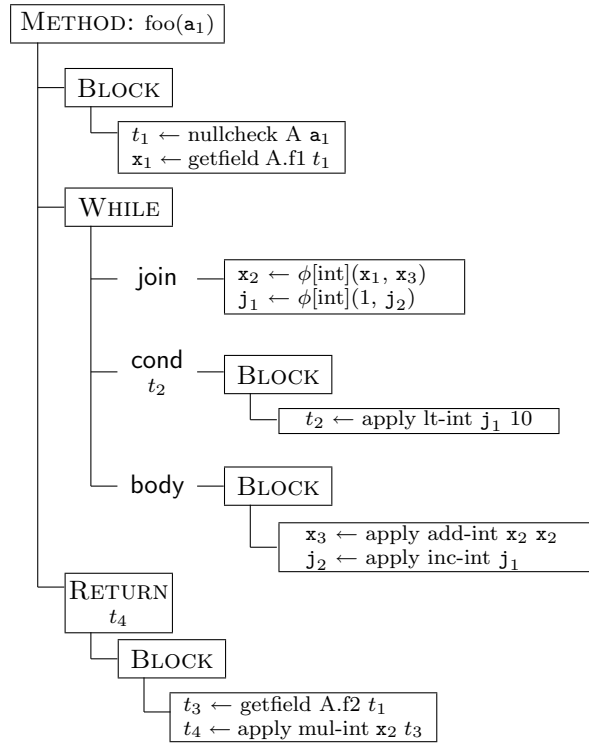 METHOD: foo(a₁)
BLOCK
t₁ ← nullcheck A a₁
x₁ ← getfield A.f1 t₁
WHILE
join
x₂ ← ϕ[int](x₁, x₃)
j₁ ← ϕ[int](1, j₂)
cond
t₂
BLOCK
t₂ ← apply lt-int j₁ 10
body
BLOCK
x₃ ← apply add-int x₂ x₂
j₂ ← apply inc-int j₁
RETURN
t₄
BLOCK
t₃ ← getfield A.f2 t₁
t₄ ← apply mul-int x₂ t₃